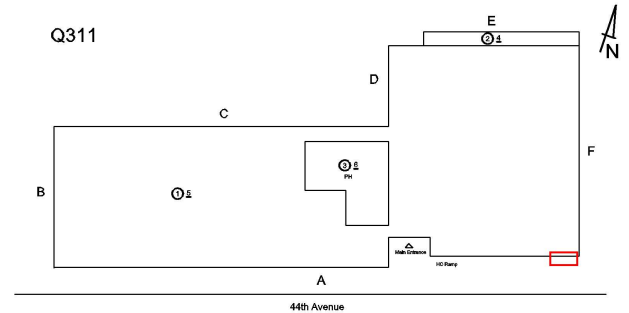 Q311
E
② 4
N
D
C
F
③ 6
PH
B
① 5
Main Entrance
HC Ramp
A
44th Avenue